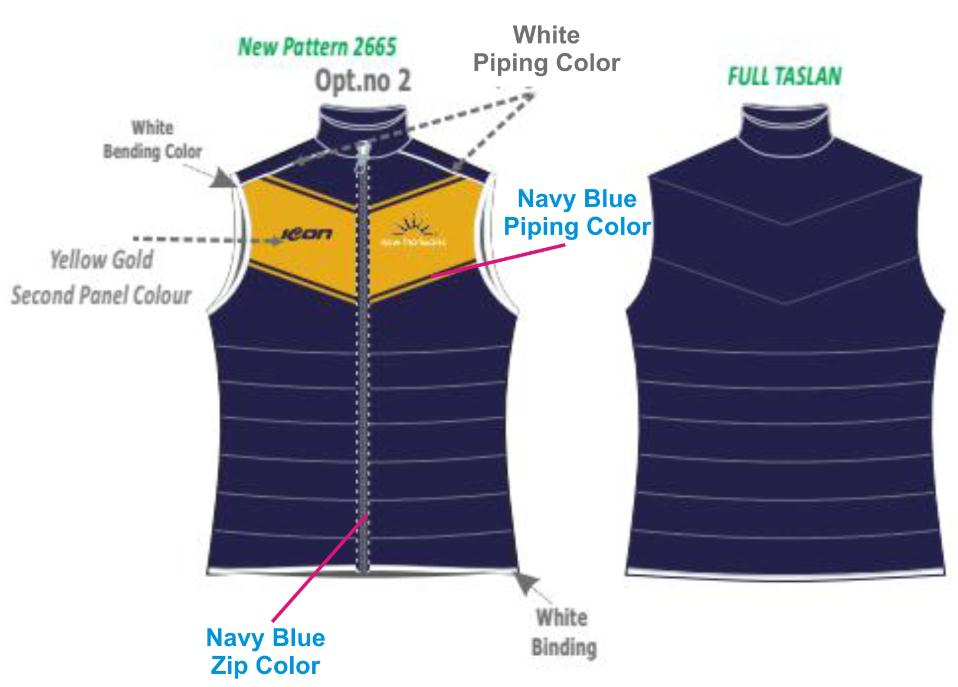 New Pattern 2665
Opt.no 2
White
Piping Color
FULL TASLAN
White
Bending Color
Navy Blue
Piping Color
icon
Yellow Gold
Second Panel Colour
White
Binding
Navy Blue
Zip Color